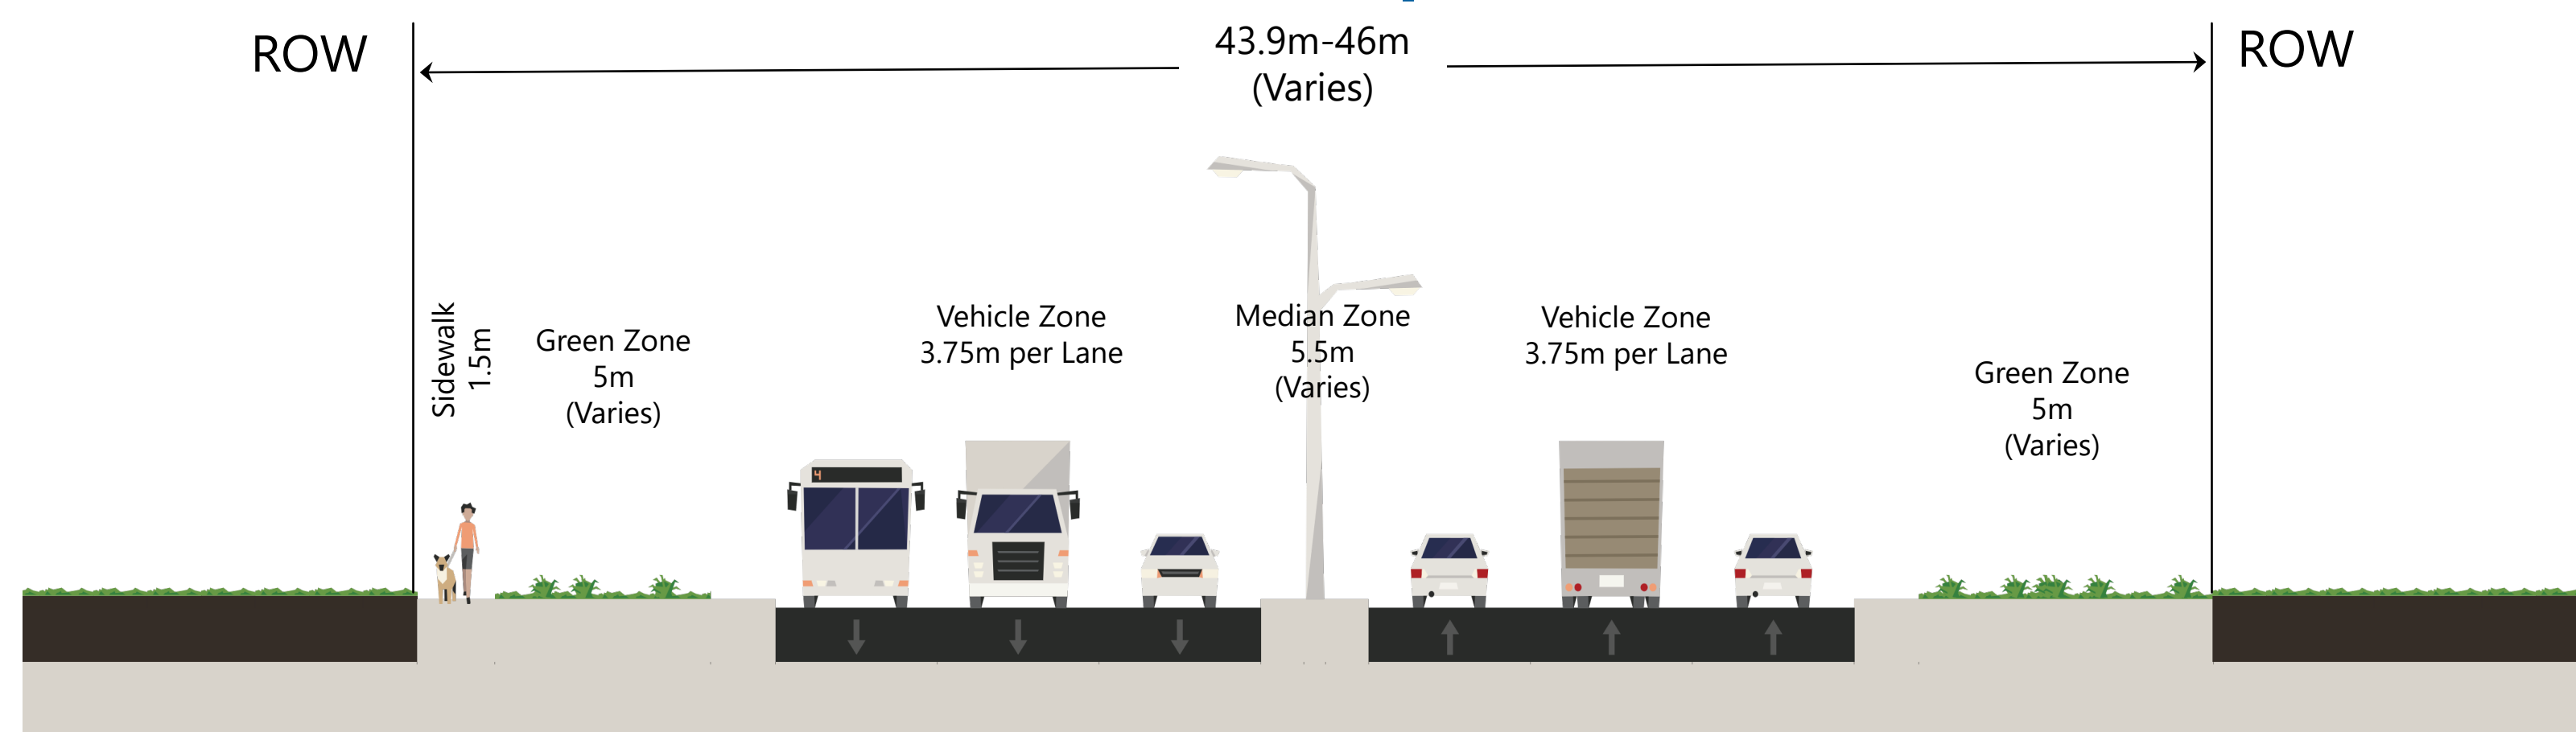 ROW
43.9m-46m
(Varies)
ROW
Sidewalk
1.5m
Green Zone
5m
(Varies)
Vehicle Zone
3.75m per Lane
Median Zone
5.5m
(Varies)
Vehicle Zone
3.75m per Lane
Green Zone
5m
(Varies)
4